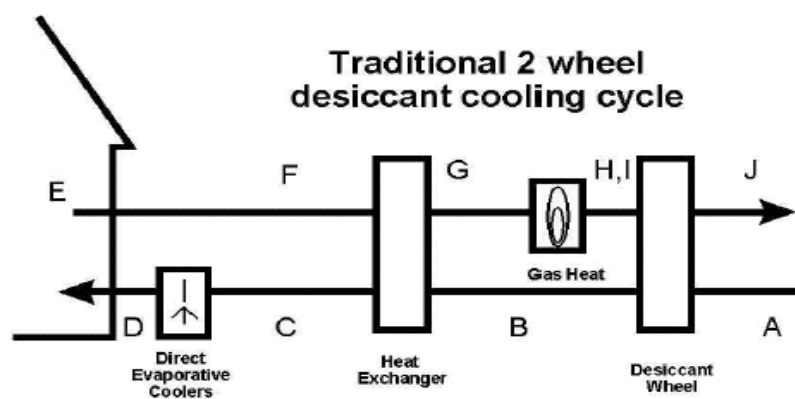 Traditional 2 wheel
desiccant cooling cycle
E
F
G
H,I
J
Gas Heat
D
C
B
A
Direct
Evaporative
Coolers
Heat
Exchanger
Desiccant
Wheel